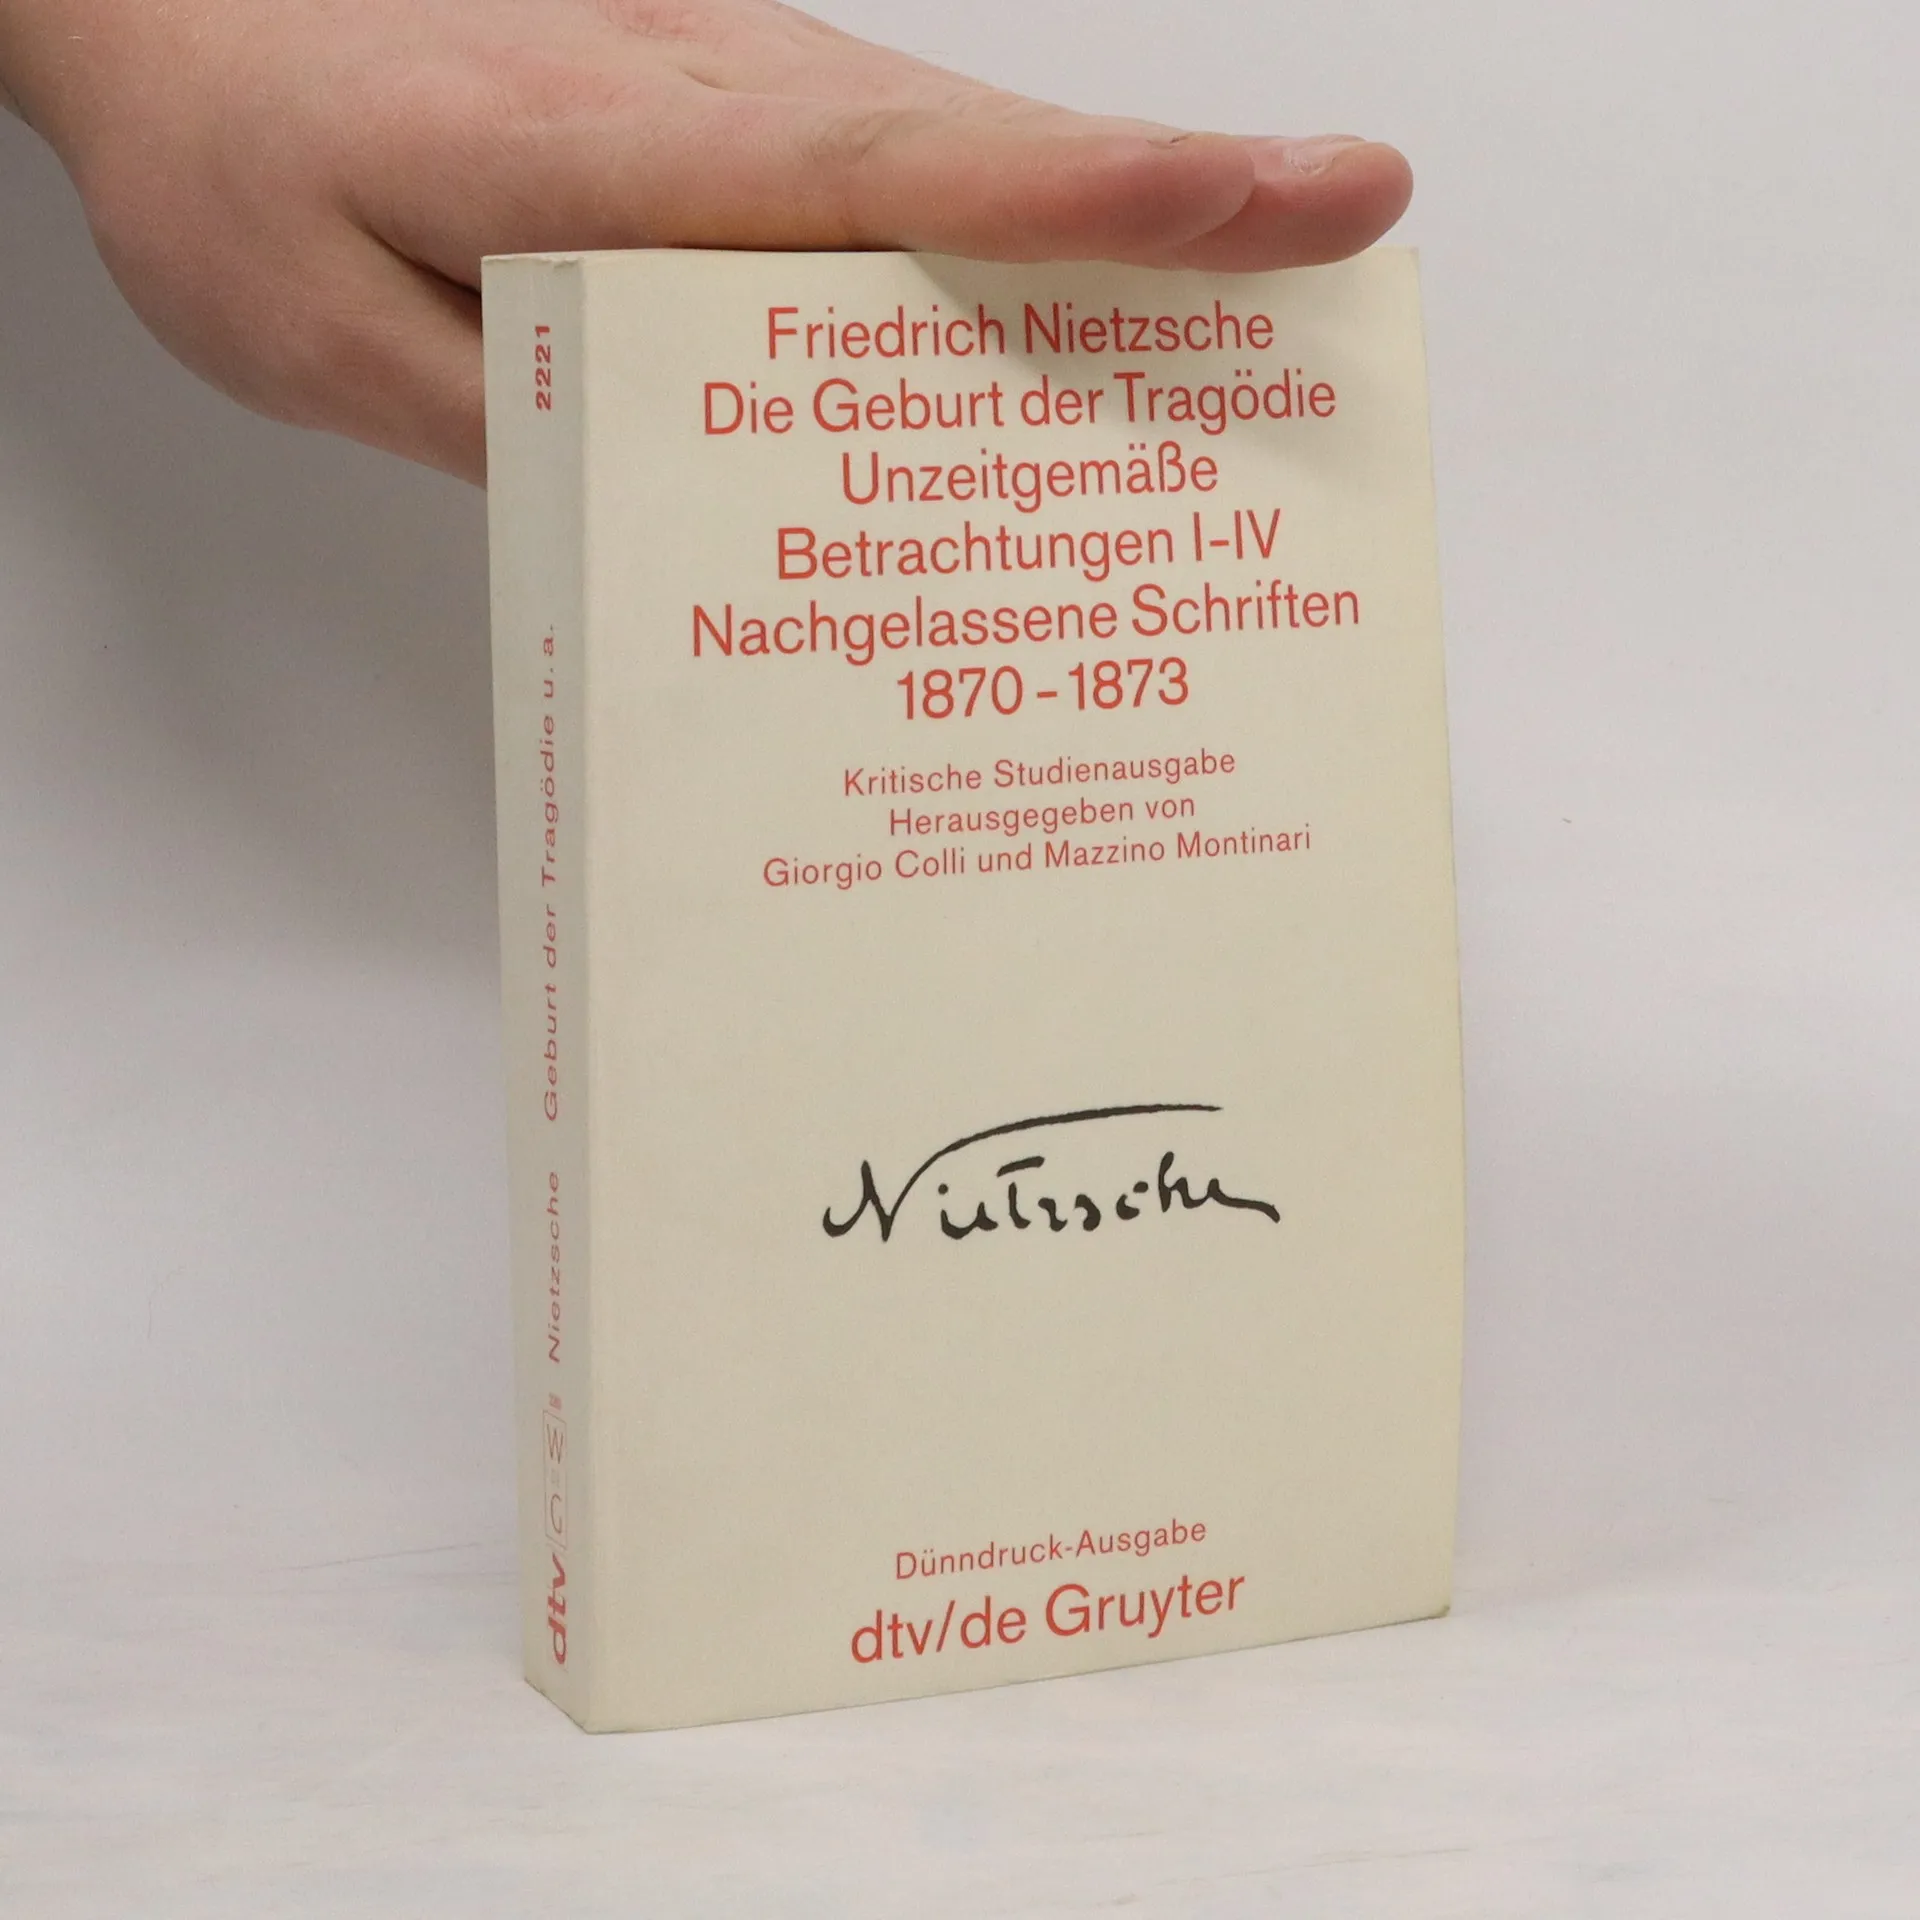 Friedrich Nietzsche
Die Geburt der Tragödie
Unzeitgemäße
Betrachtungen I–IV
Nachgelassene Schriften
1870–1873
Kritische Studienausgabe
Herausgegeben von
Giorgio Colli und Mazzino Montinari
Nietzsche
Dünndruck-Ausgabe
dtv/de Gruyter
dtv Nietzsche Geburt der Tragödie u. a. 2221